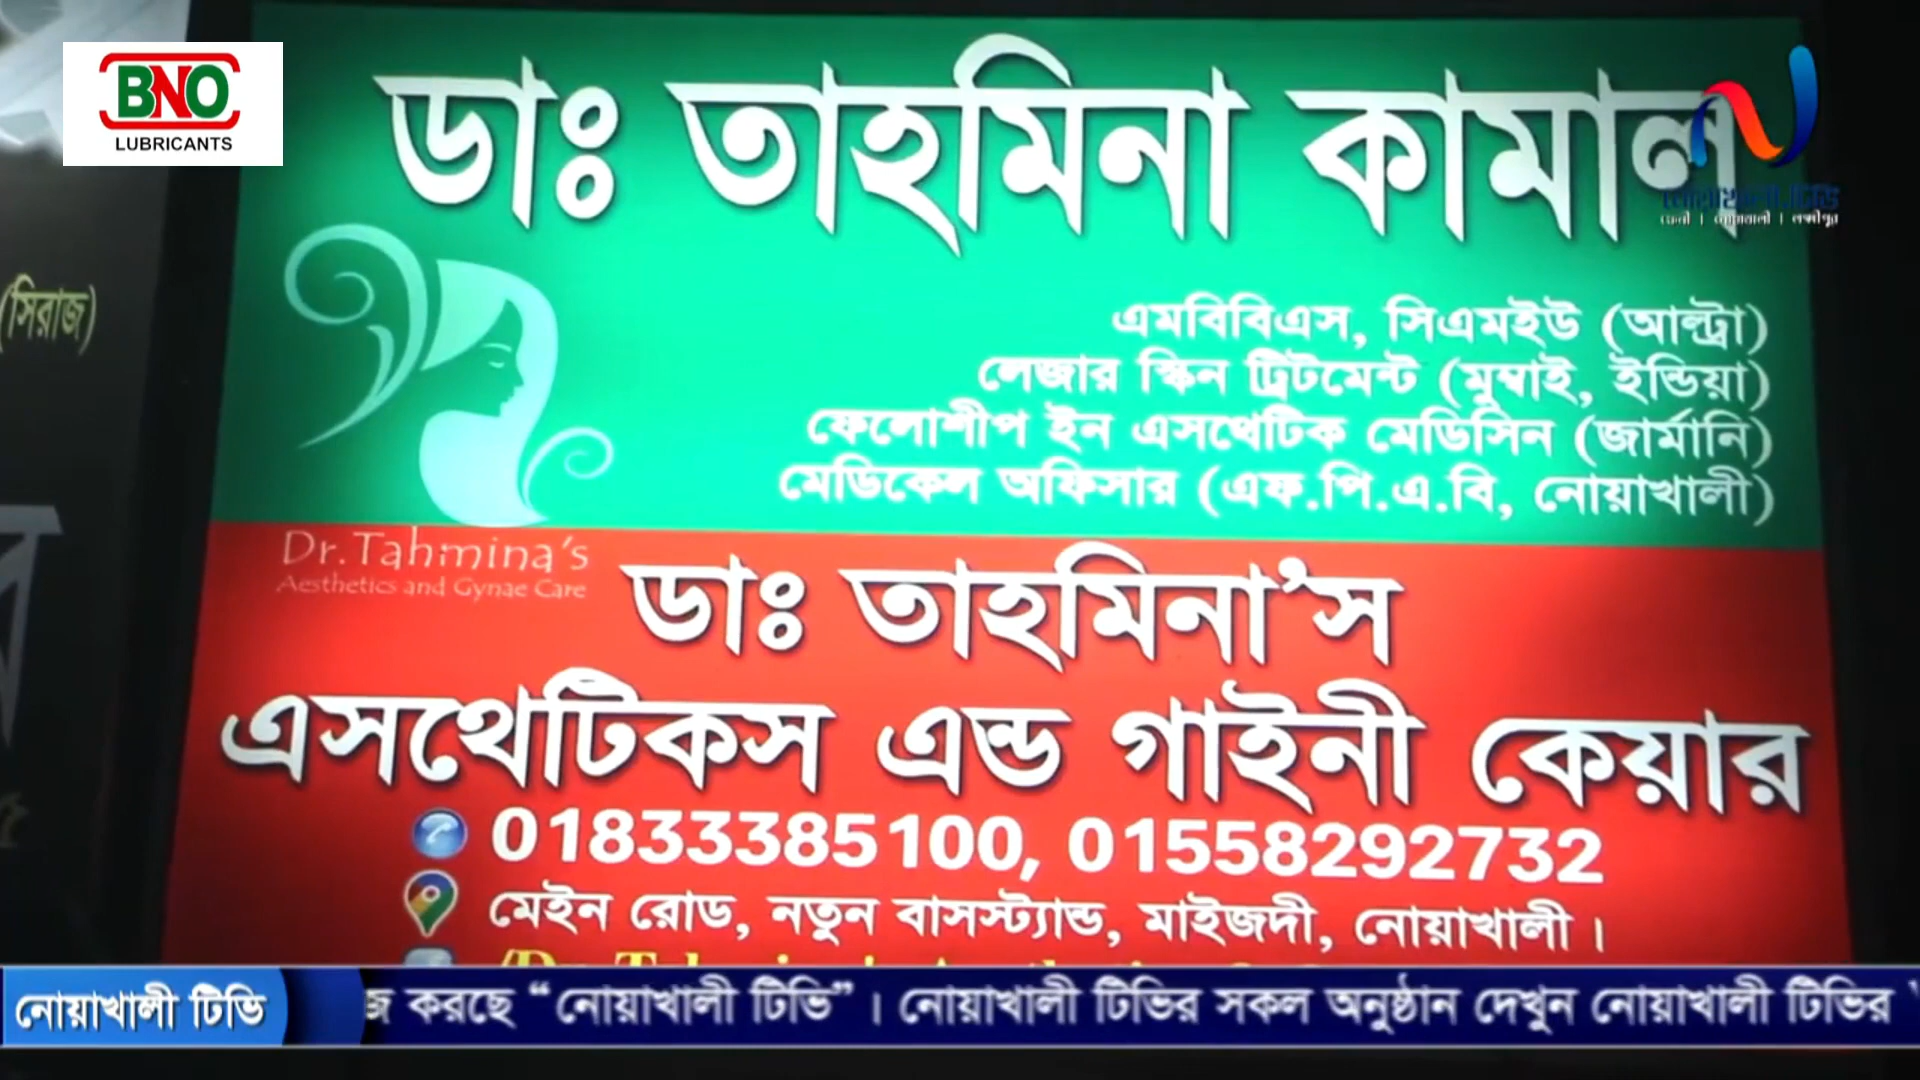 BNO
LUBRICANTS
ডাঃ তাহমিনা কামাল
ফেনী । নোয়াখালী । লক্ষীপুর
(সিরাজ)
এমবিবিএস, সিএমইউ (আল্ট্রা)
লেজার স্কিন ট্রিটমেন্ট (মুম্বাই, ইন্ডিয়া)
ফেলোশীপ ইন এসথেটিক মেডিসিন (জার্মানি)
মেডিকেল অফিসার (এফ.পি.এ.বি, নোয়াখালী)
Dr.Tahmina's
Aesthetics and Gynae Care
ডাঃ তাহমিনা’স
এসথেটিকস এন্ড গাইনী কেয়ার
01833385100, 01558292732
মেইন রোড, নতুন বাসস্ট্যান্ড, মাইজদী, নোয়াখালী ।
নোয়াখালী টিভি
করছে “নোয়াখালী টিভি” । নোয়াখালী টিভির সকল অনুষ্ঠান দেখুন নোয়াখালী টিভির